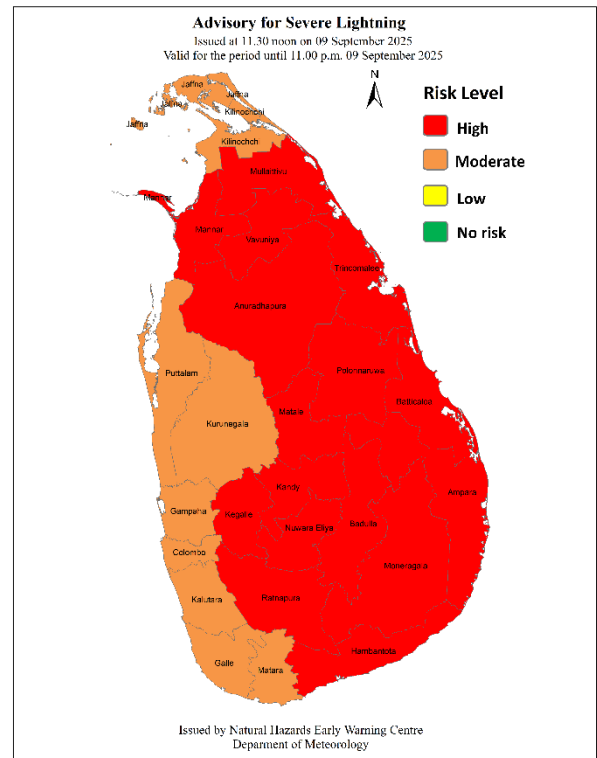 Advisory for Severe Lightning
Issued at 11.30 noon on 09 September 2025
Valid for the period until 11.00 p.m. 09 September 2025
N
Risk Level
High
Moderate
Low
No risk
Jaffna
Jaffna
Jaffna
Kilinochchi
Jaffna
Kilinochchi
Mullaitivu
Mannar
Mannar
Vavuniya
Trincomalee
Anuradhapura
Puttalam
Polonnaruwa
Batticaloa
Matale
Kurunegala
Kandy
Ampara
Gampaha
Kegalle
Nuwara Eliya
Badulla
Colombo
Moneragala
Kalutara
Ratnapura
Hambantota
Galle
Matara
Issued by Natural Hazards Early Warning Centre
Deparment of Meteorology